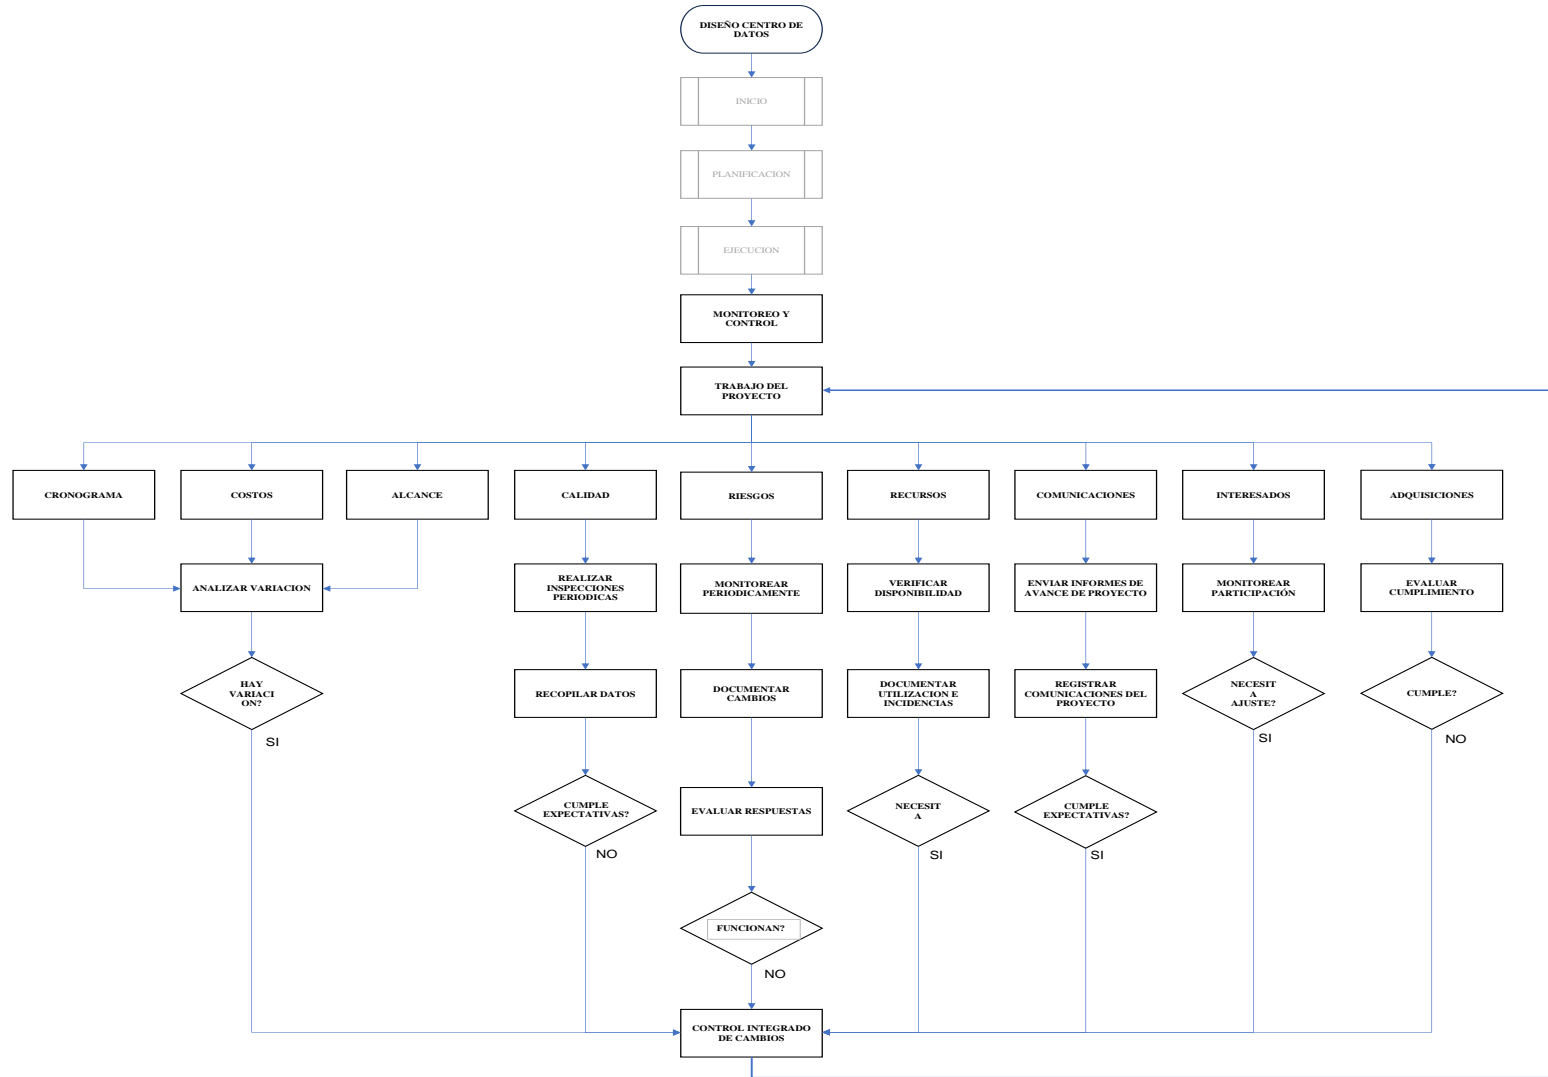 DISEÑO CENTRO DE
DATOS
INICIO
PLANIFICACION
EJECUCION
MONITOREO Y
CONTROL
TRABAJO DEL
PROYECTO
CRONOGRAMA
COSTOS
ALCANCE
CALIDAD
RIESGOS
RECURSOS
COMUNICACIONES
INTERESADOS
ADQUISICIONES
ANALIZAR VARIACION
REALIZAR
INSPECCIONES
PERIODICAS
MONITOREAR
PERIODICAMENTE
VERIFICAR
DISPONIBILIDAD
ENVIAR INFORMES DE
AVANCE DE PROYECTO
MONITOREAR
PARTICIPACIÓN
EVALUAR
CUMPLIMIENTO
HAY
VARIACI
ON?
SI
RECOPILAR DATOS
DOCUMENTAR
CAMBIOS
DOCUMENTAR
UTILIZACION E
INCIDENCIAS
REGISTRAR
COMUNICACIONES DEL
PROYECTO
NECESIT
A
AJUSTE?
SI
CUMPLE?
NO
CUMPLE
EXPECTATIVAS?
NO
EVALUAR RESPUESTAS
NECESIT
A
SI
CUMPLE
EXPECTATIVAS?
SI
FUNCIONAN?
NO
CONTROL INTEGRADO
DE CAMBIOS